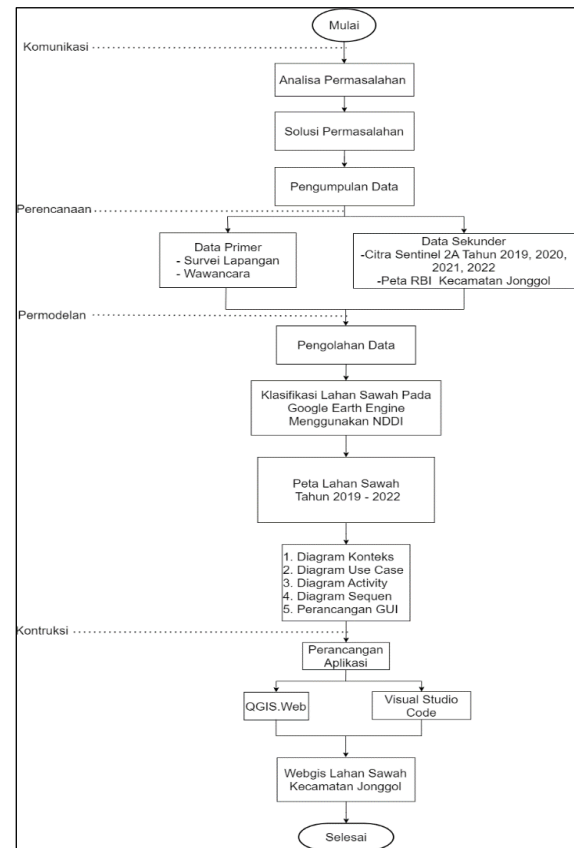 Mulai
Komunikasi
Analisa Permasalahan
Solusi Permasalahan
Pengumpulan Data
Perencanaan
Data Primer
- Survei Lapangan
- Wawancara
Data Sekunder
-Citra Sentinel 2A Tahun 2019, 2020,
2021, 2022
-Peta RBI Kecamatan Jonggol
Permodelan
Pengolahan Data
Klasifikasi Lahan Sawah Pada
Google Earth Engine
Menggunakan NDDI
Peta Lahan Sawah
Tahun 2019 - 2022
1. Diagram Konteks
2. Diagram Use Case
3. Diagram Activity
4. Diagram Sequen
5. Perancangan GUI
Kontruksi
Perancangan
Aplikasi
QGIS.Web
Visual Studio
Code
Webgis Lahan Sawah
Kecamatan Jonggol
Selesai